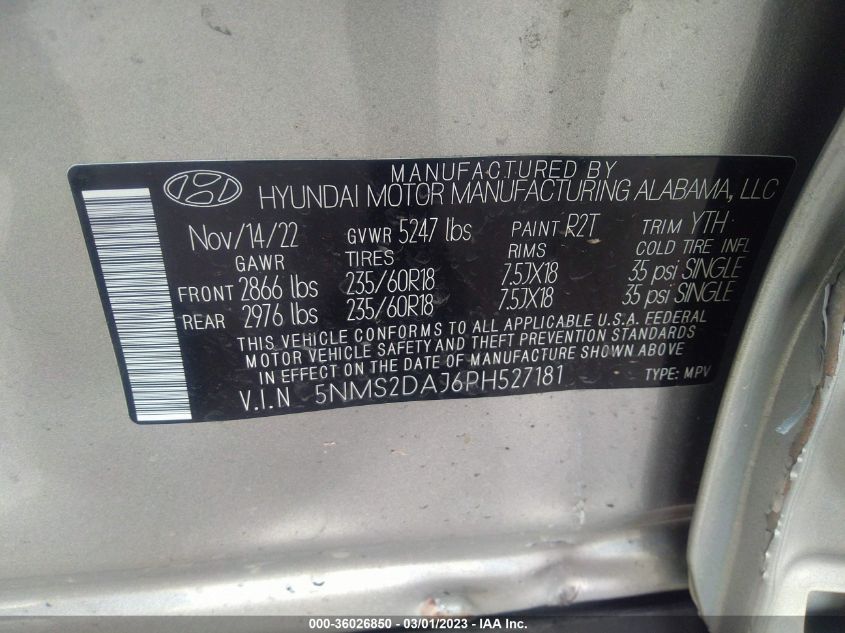 MANUFACTURED BY
HYUNDAI MOTOR MANUFACTURING ALABAMA, LLC
Nov/14/22 GVWR 5247 lbs PAINT R2T TRIM YTH
GAWR TIRES RIMS COLD TIRE INFL
FRONT 2866 lbs 235/60R18 7.5JX18 35 psi SINGLE
REAR 2976 lbs 235/60R18 7.5JX18 35 psi SINGLE
THIS VEHICLE CONFORMS TO ALL APPLICABLE U.S.A. FEDERAL
MOTOR VEHICLE SAFETY AND THEFT PREVENTION STANDARDS
IN EFFECT ON THE DATE OF MANUFACTURE SHOWN ABOVE
V.I.N 5NMS2DAJ6PH527181 TYPE: MPV
000-36026850 - 03/01/2023 - IAA Inc.